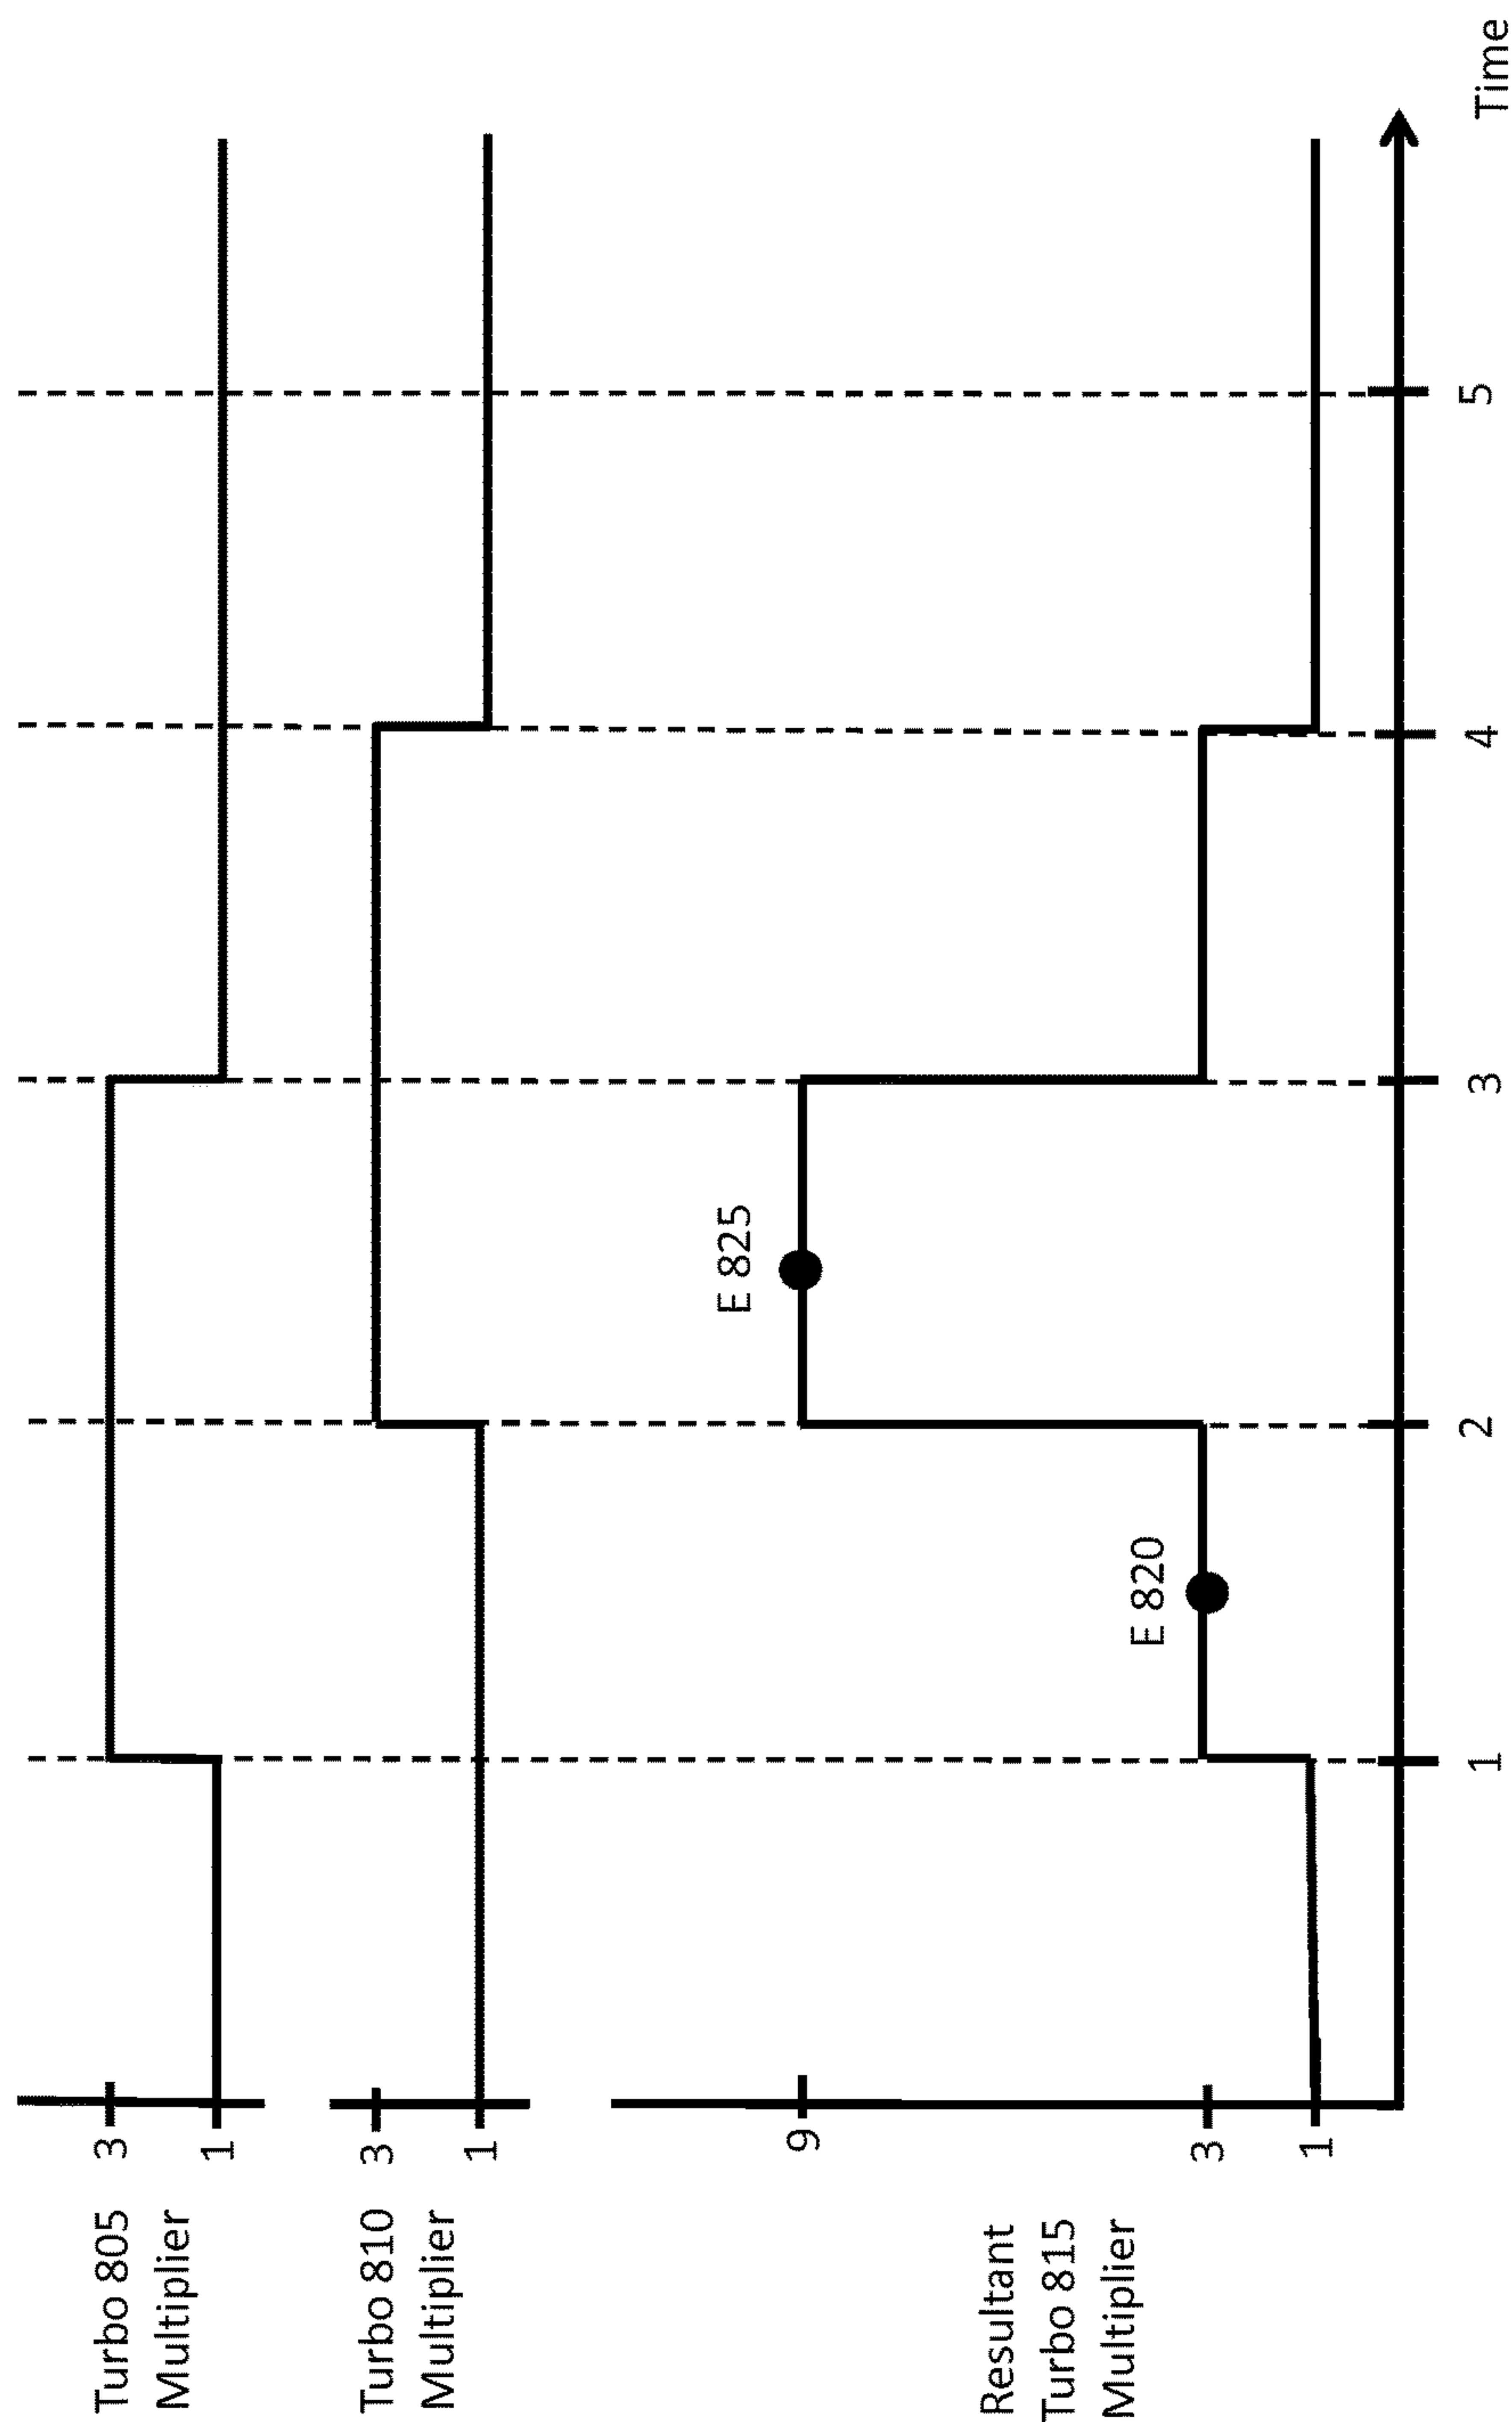 Turbo 805
Multiplier
3
1
Turbo 810
Multiplier
3
1
Resultant
Turbo 815
Multiplier
9
3
1
E 825
E 820
1
2
3
4
5
Time